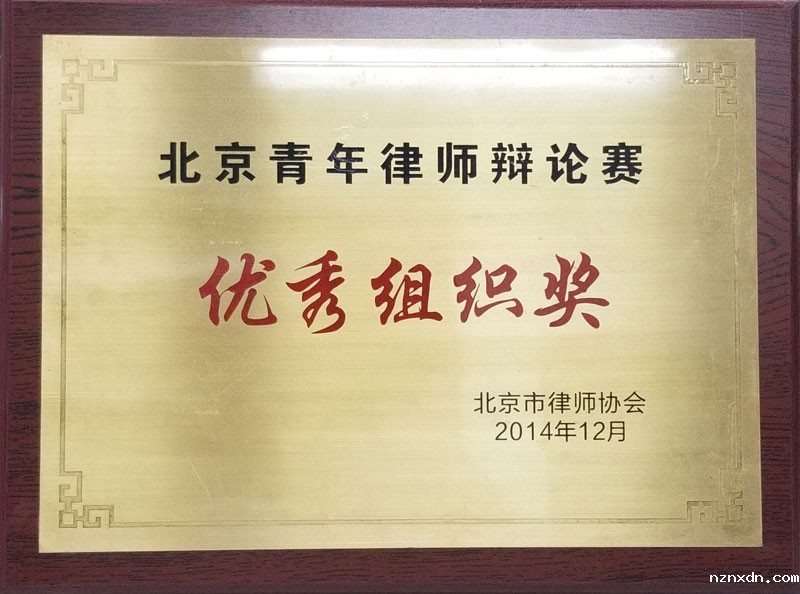 北京青年律师辩论赛
优秀组织奖
北京市律师协会
2014年12月
nznxdn.com